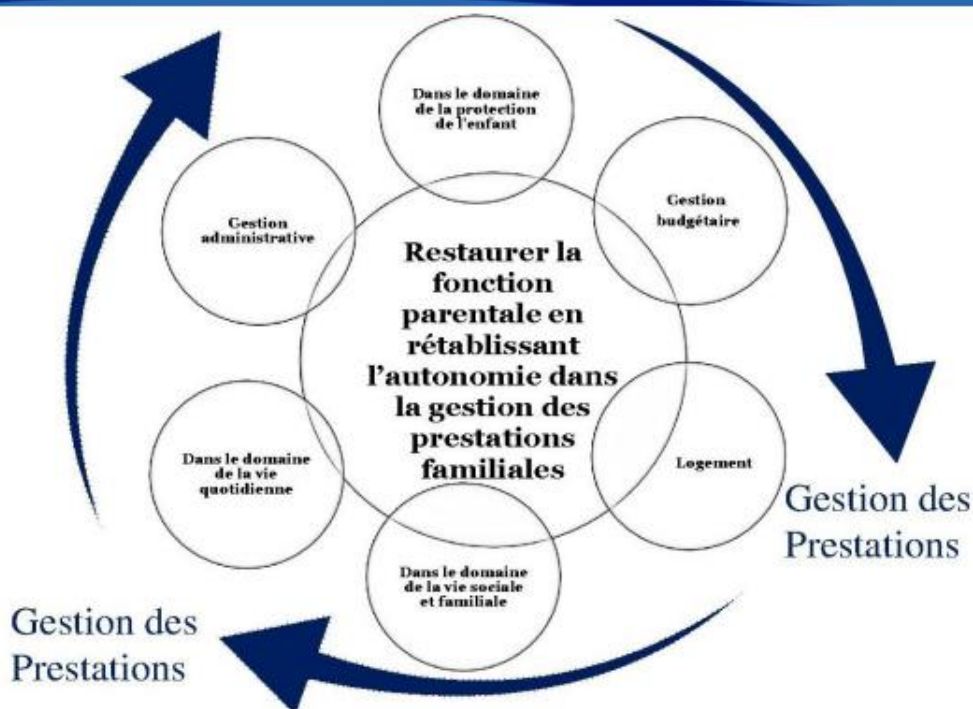 Dans le domaine
de la protection
de l'enfant
Gestion
budgétaire
Gestion
administrative
Restaurer la
fonction
parentale en
rétablissant
l'autonomie dans
la gestion des
prestations
familiales
Dans le domaine
de la vie
quotidienne
Logement
Gestion des
Prestations
Dans le domaine
de la vie sociale
et familiale
Gestion des
Prestations